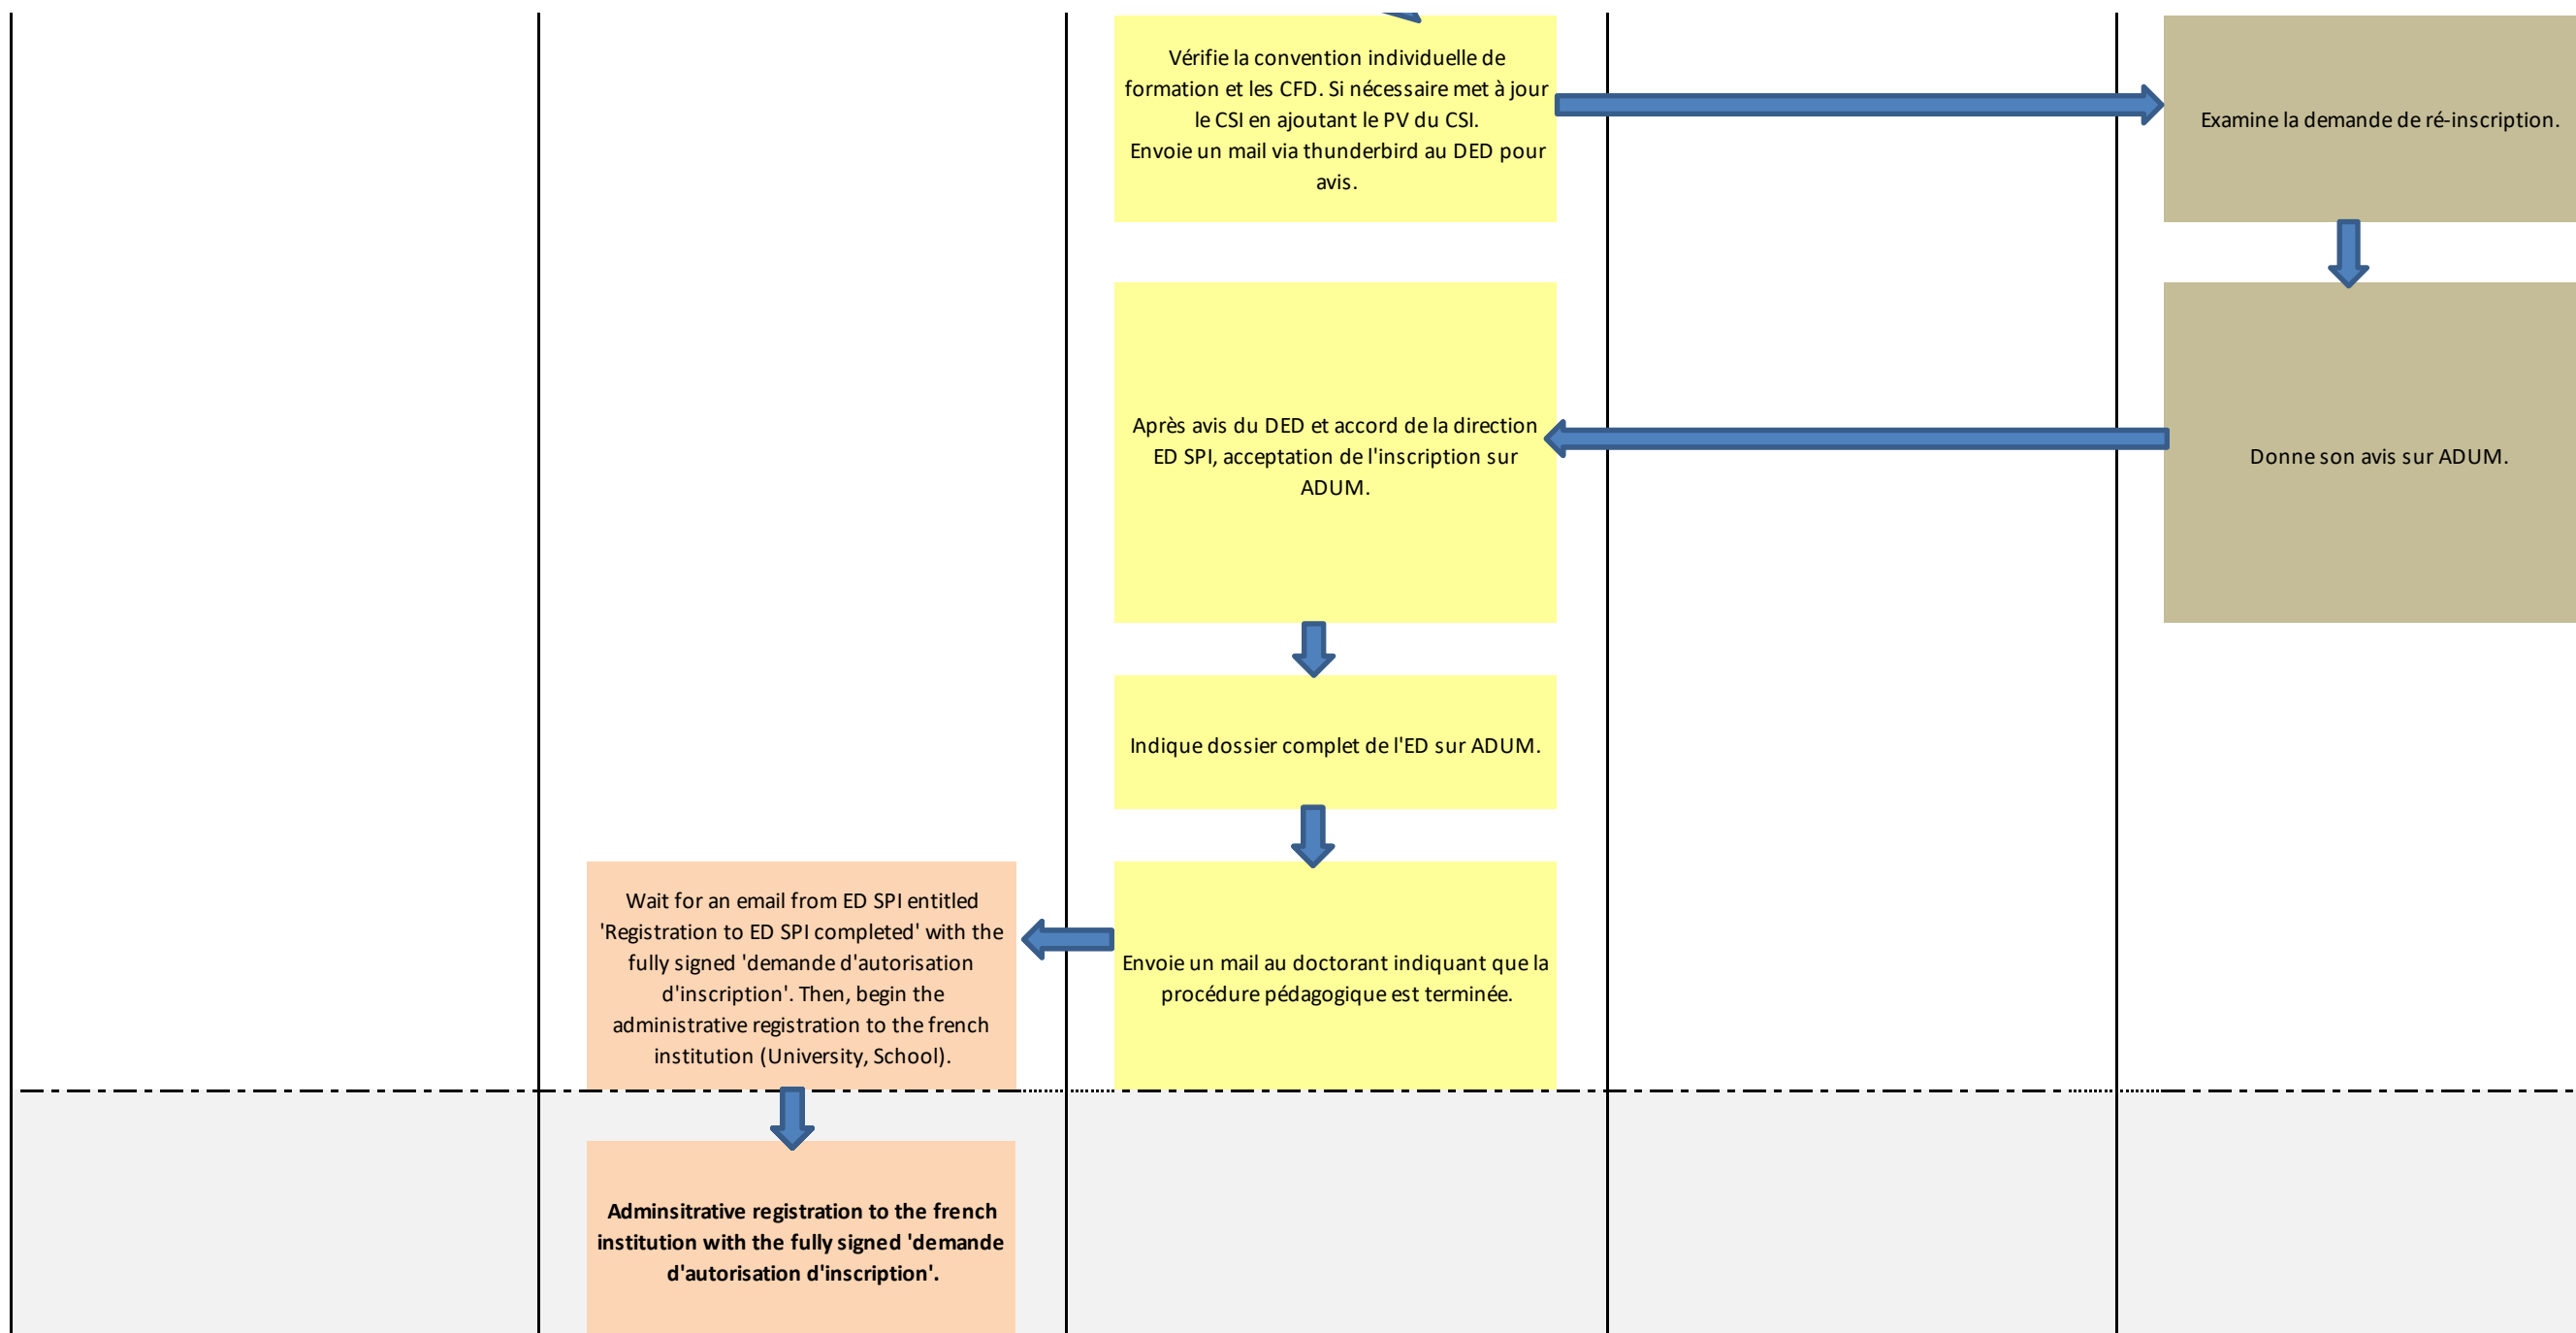 Vérifie la convention individuelle de
formation et les CFD. Si nécessaire met à jour
le CSI en ajoutant le PV du CSI.
Envoie un mail via thunderbird au DED pour
avis.
Examine la demande de ré-inscription.
Après avis du DED et accord de la direction
ED SPI, acceptation de l'inscription sur
ADUM.
Donne son avis sur ADUM.
Indique dossier complet de l'ED sur ADUM.
Wait for an email from ED SPI entitled
'Registration to ED SPI completed' with the
fully signed 'demande d'autorisation
d'inscription'. Then, begin the
administrative registration to the french
institution (University, School).
Envoie un mail au doctorant indiquant que la
procédure pédagogique est terminée.
Adminsitrative registration to the french
institution with the fully signed 'demande
d'autorisation d'inscription'.